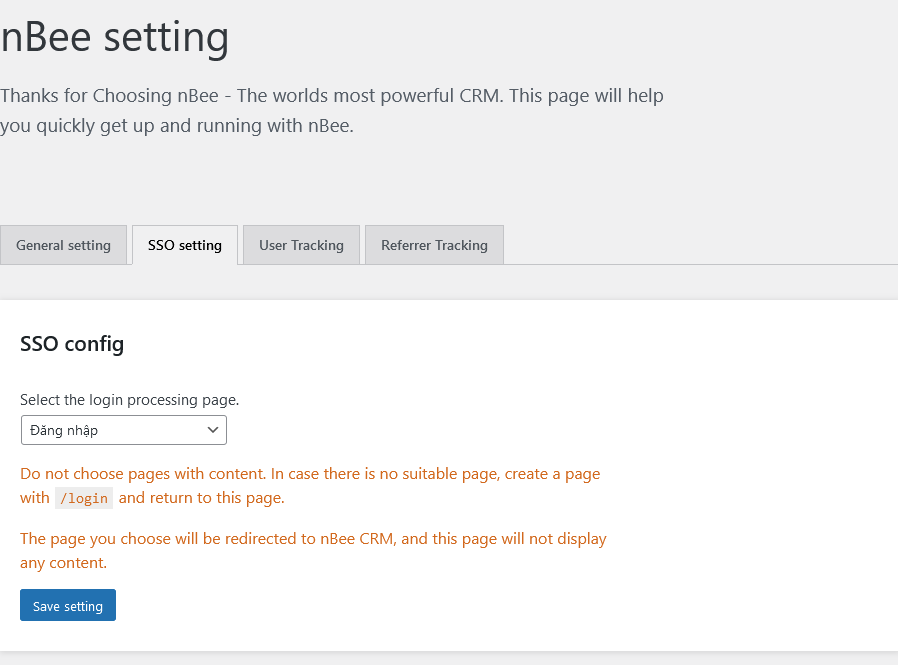 nBee setting
Thanks for Choosing nBee - The worlds most powerful CRM. This page will help
you quickly get up and running with nBee.
General setting
SSO setting
User Tracking
Referrer Tracking
SSO config
Select the login processing page.
Đăng nhập
Do not choose pages with content. In case there is no suitable page, create a page
with /login and return to this page.
The page you choose will be redirected to nBee CRM, and this page will not display
any content.
Save setting